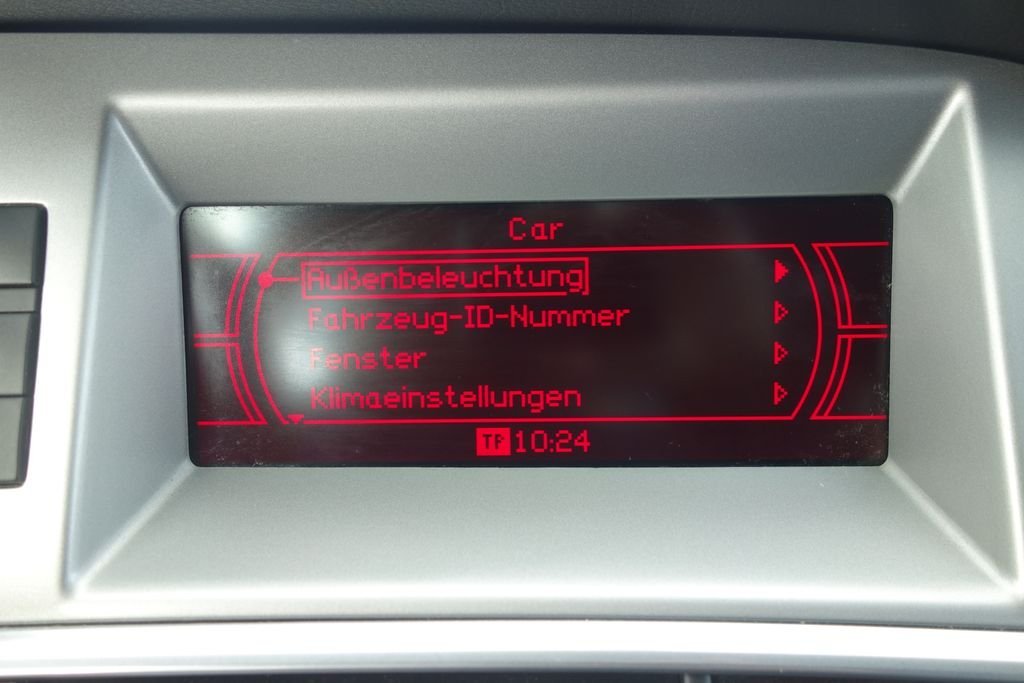 Car
Außenbeleuchtung
Fahrzeug-ID-Nummer
Fenster
Klimaeinstellungen
TP 10:24